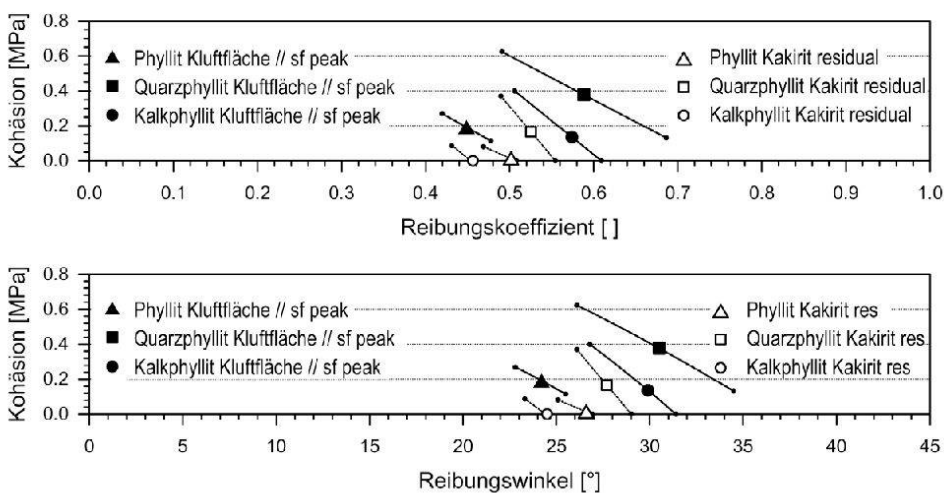 Kohäsion [MPa]
0.8
0.6
0.4
0.2
0.0
Phyllit Kluftfläche // sf peak
Quarzphyllit Kluftfläche // sf peak
Kalkphyllit Kluftfläche // sf peak
Phyllit Kakirit residual
Quarzphyllit Kakirit residual
Kalkphyllit Kakirit residual
0.0 0.1 0.2 0.3 0.4 0.5 0.6 0.7 0.8 0.9 1.0
Reibungskoeffizient [ ]
Kohäsion [MPa]
0.8
0.6
0.4
0.2
0.0
Phyllit Kluftfläche // sf peak
Quarzphyllit Kluftfläche // sf peak
Kalkphyllit Kluftfläche // sf peak
Phyllit Kakirit res
Quarzphyllit Kakirit res
Kalkphyllit Kakirit res
0 5 10 15 20 25 30 35 40 45
Reibungswinkel [°]